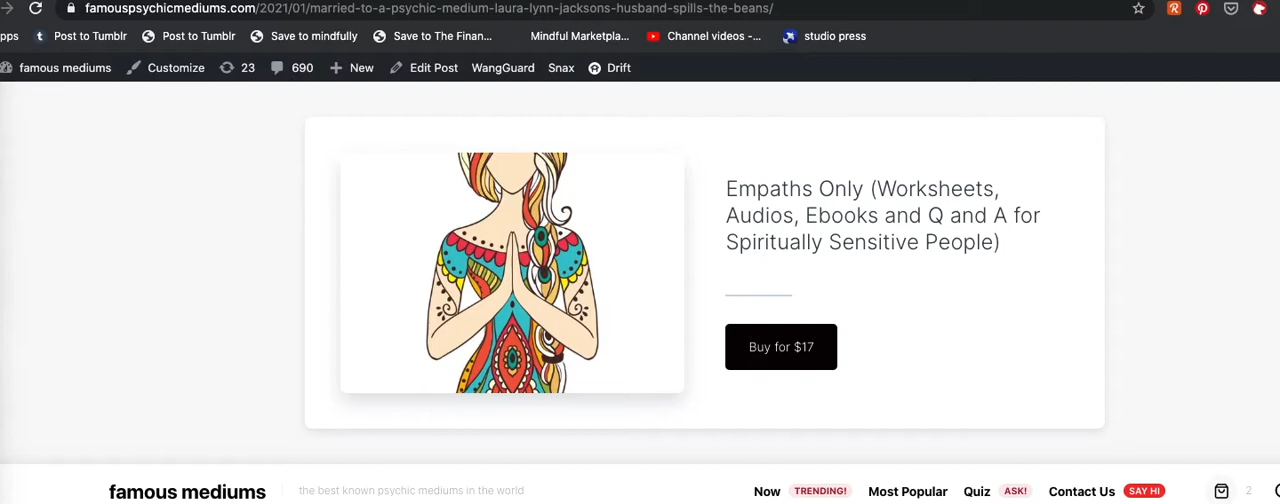 famouspsychicmediums.com/2021/01/married-to-a-psychic-medium-laura-lynn-jacksons-husband-spills-the-beans/
pps Post to Tumblr Post to Tumblr Save to mindfully Save to The Finan... Mindful Marketpla... Channel videos -... studio press
famous mediums Customize 23 690 New Edit Post WangGuard Snax Drift
Empaths Only (Worksheets,
Audios, Ebooks and Q and A for
Spiritually Sensitive People)
Buy for $17
famous mediums the best known psychic mediums in the world Now TRENDING! Most Popular Quiz ASK! Contact Us SAY HI 2